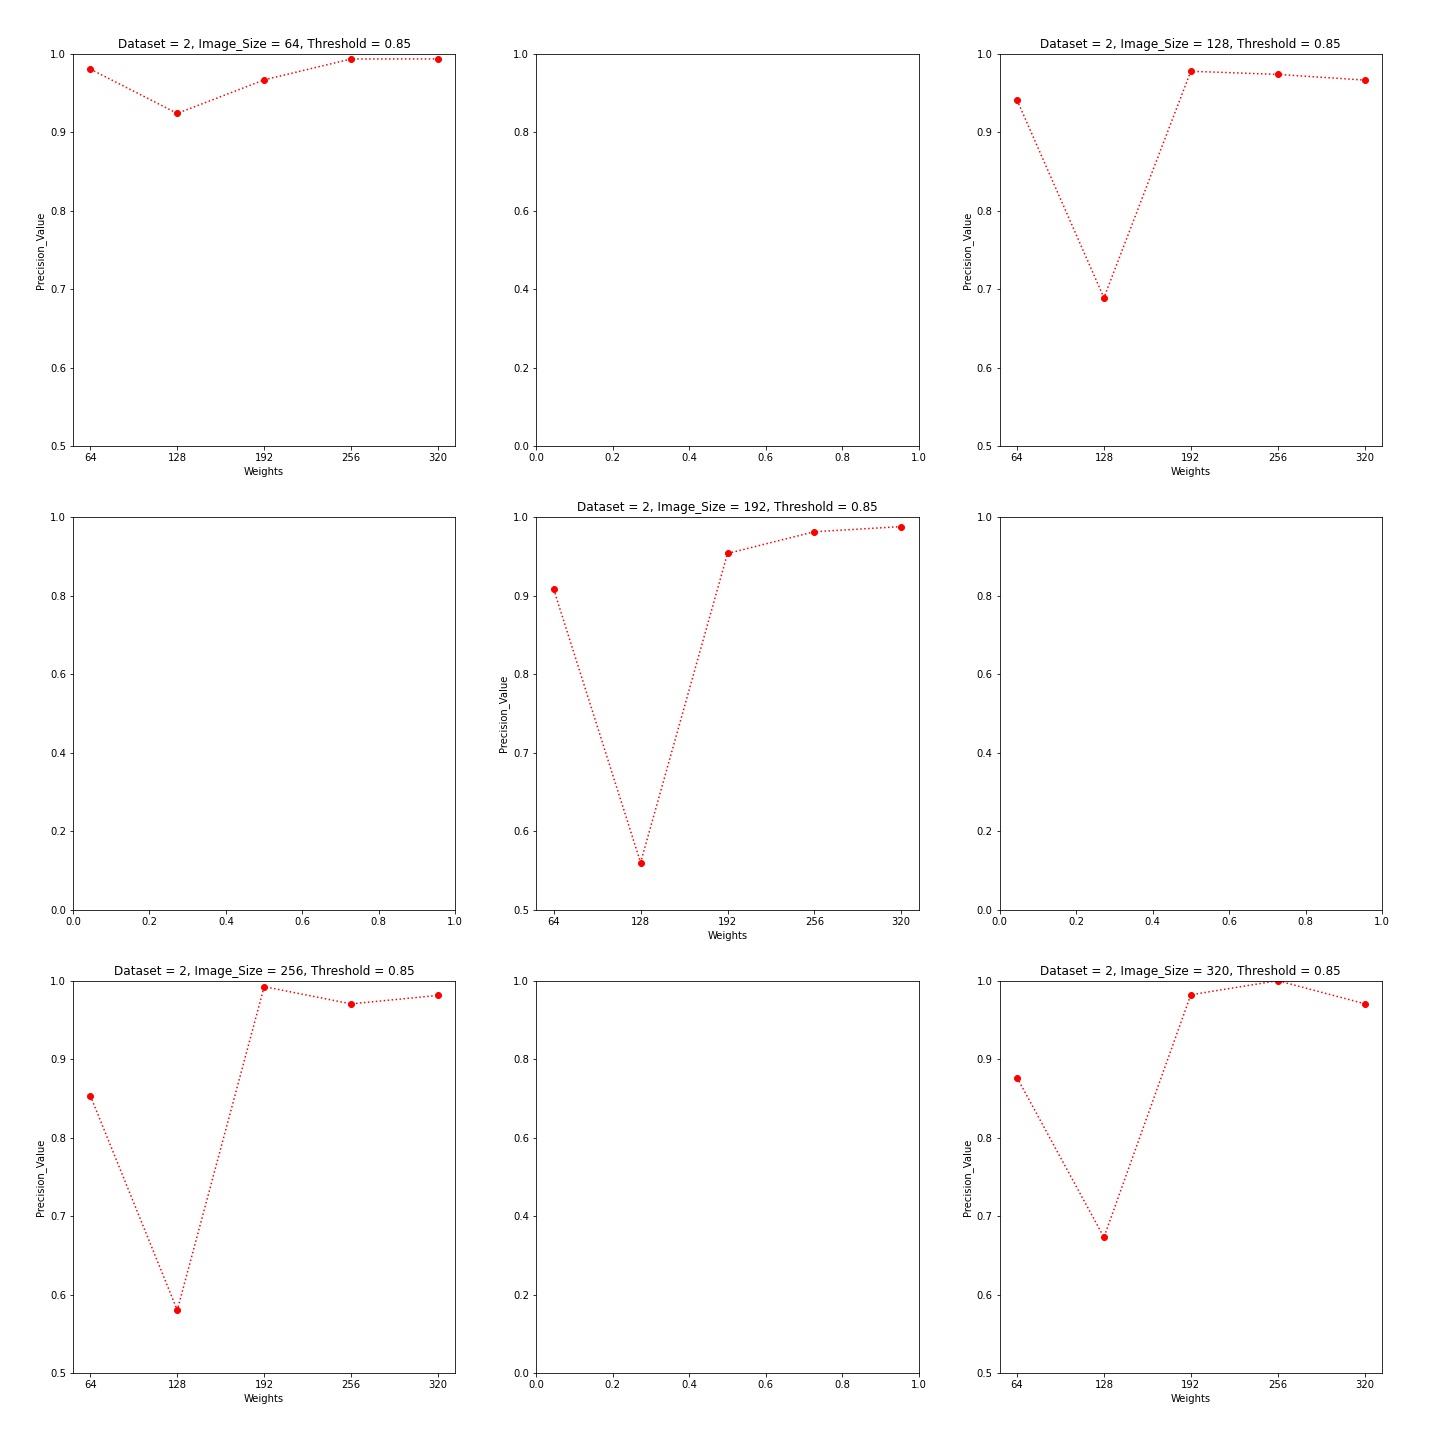 Dataset = 2, Image_Size = 64, Threshold = 0.85
1.0
0.9
0.8
0.7
0.6
0.5
Precision_Value
64 128 192 256 320
Weights
1.0
0.8
0.6
0.4
0.2
0.0
0.0 0.2 0.4 0.6 0.8 1.0
Dataset = 2, Image_Size = 128, Threshold = 0.85
1.0
0.9
0.8
0.7
0.6
0.5
Precision_Value
64 128 192 256 320
Weights
1.0
0.8
0.6
0.4
0.2
0.0
0.0 0.2 0.4 0.6 0.8 1.0
Dataset = 2, Image_Size = 192, Threshold = 0.85
1.0
0.9
0.8
0.7
0.6
0.5
Precision_Value
64 128 192 256 320
Weights
1.0
0.8
0.6
0.4
0.2
0.0
0.0 0.2 0.4 0.6 0.8 1.0
Dataset = 2, Image_Size = 256, Threshold = 0.85
1.0
0.9
0.8
0.7
0.6
0.5
Precision_Value
64 128 192 256 320
Weights
1.0
0.8
0.6
0.4
0.2
0.0
0.0 0.2 0.4 0.6 0.8 1.0
Dataset = 2, Image_Size = 320, Threshold = 0.85
1.0
0.9
0.8
0.7
0.6
0.5
Precision_Value
64 128 192 256 320
Weights